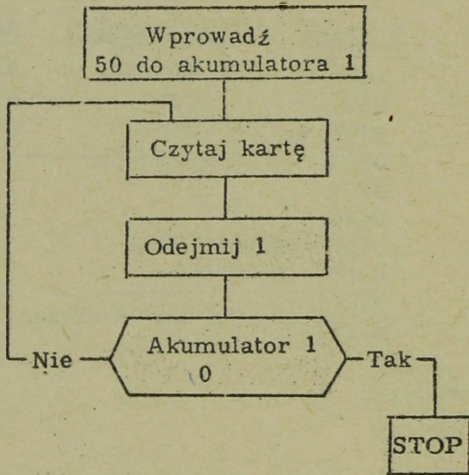 Wprowadź
50 do akumulatora 1
Czytaj kartę
Odejmij 1
Akumulator 1
0
Nie
Tak
STOP